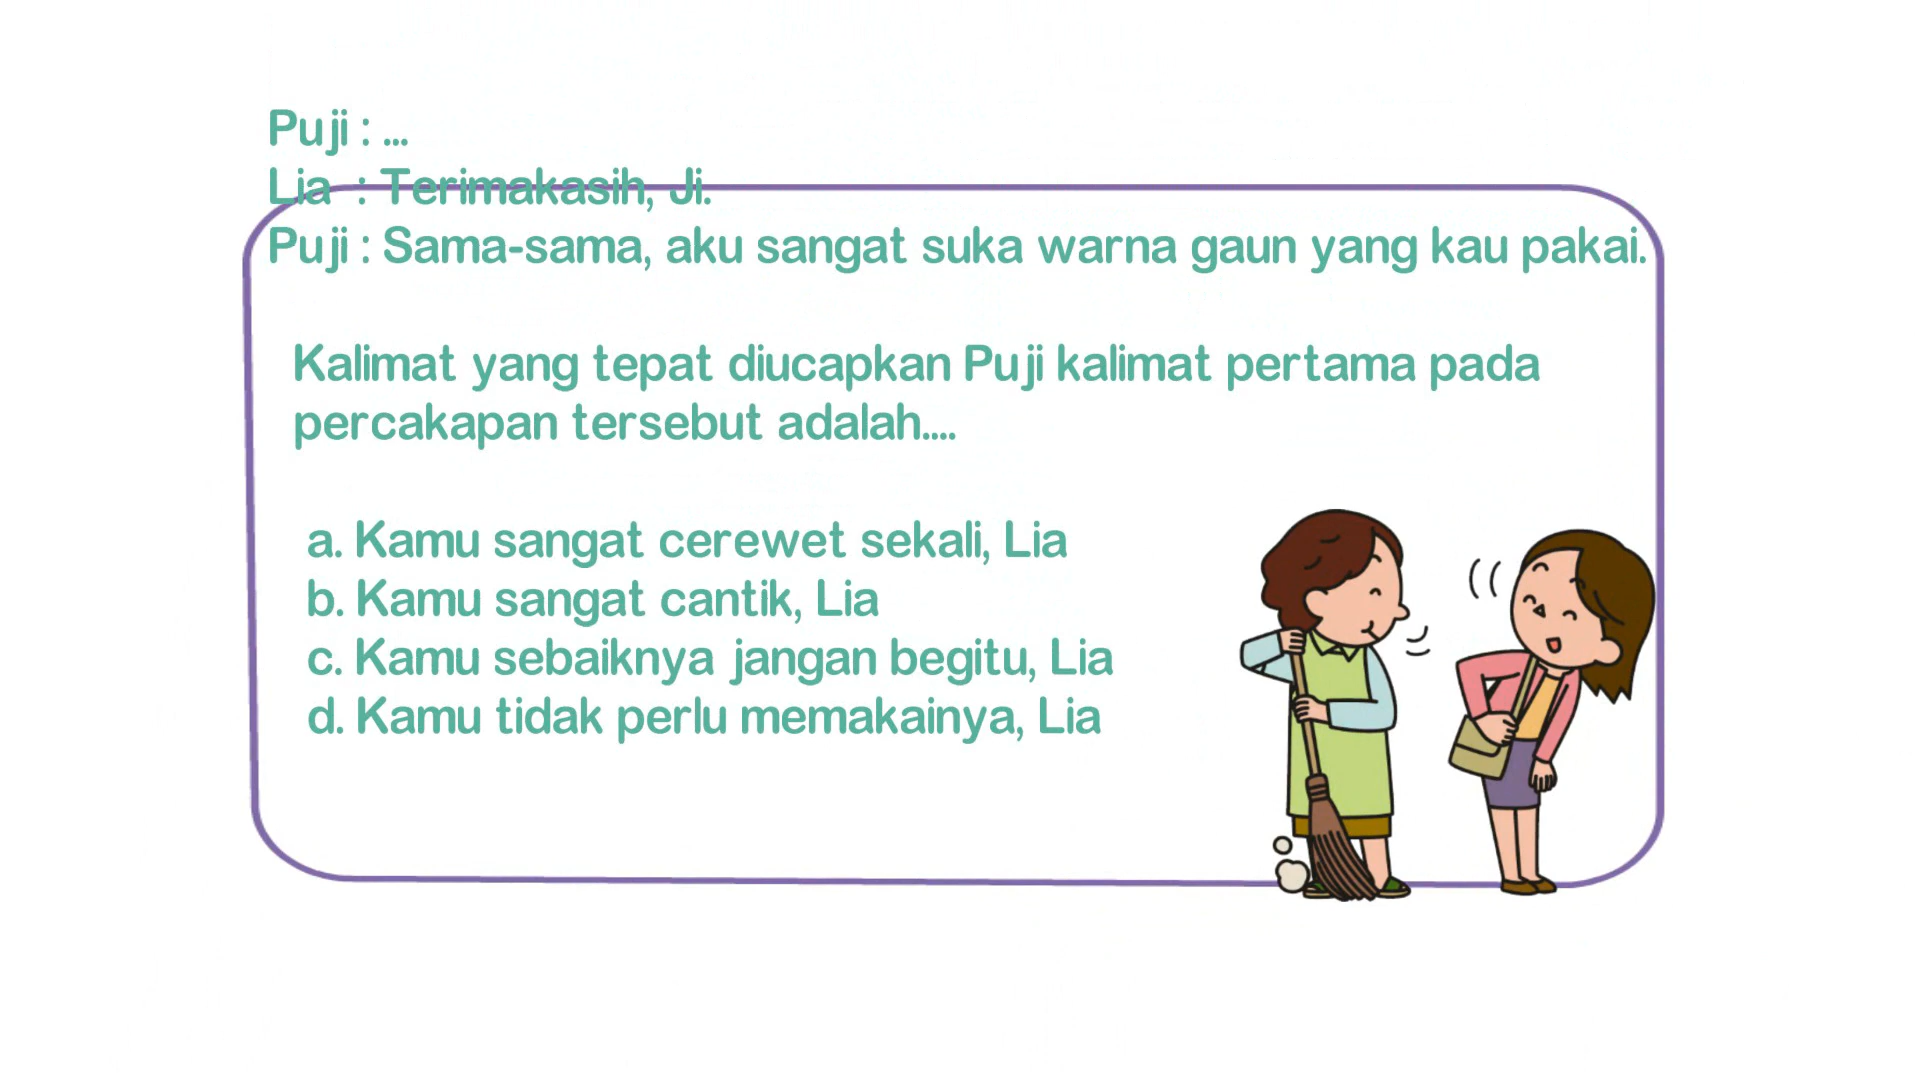 Puji : ...
Lia : Terimakasih, Ji.
Puji : Sama-sama, aku sangat suka warna gaun yang kau pakai.
Kalimat yang tepat diucapkan Puji kalimat pertama pada
percakapan tersebut adalah....
a. Kamu sangat cerewet sekali, Lia
b. Kamu sangat cantik, Lia
c. Kamu sebaiknya jangan begitu, Lia
d. Kamu tidak perlu memakainya, Lia